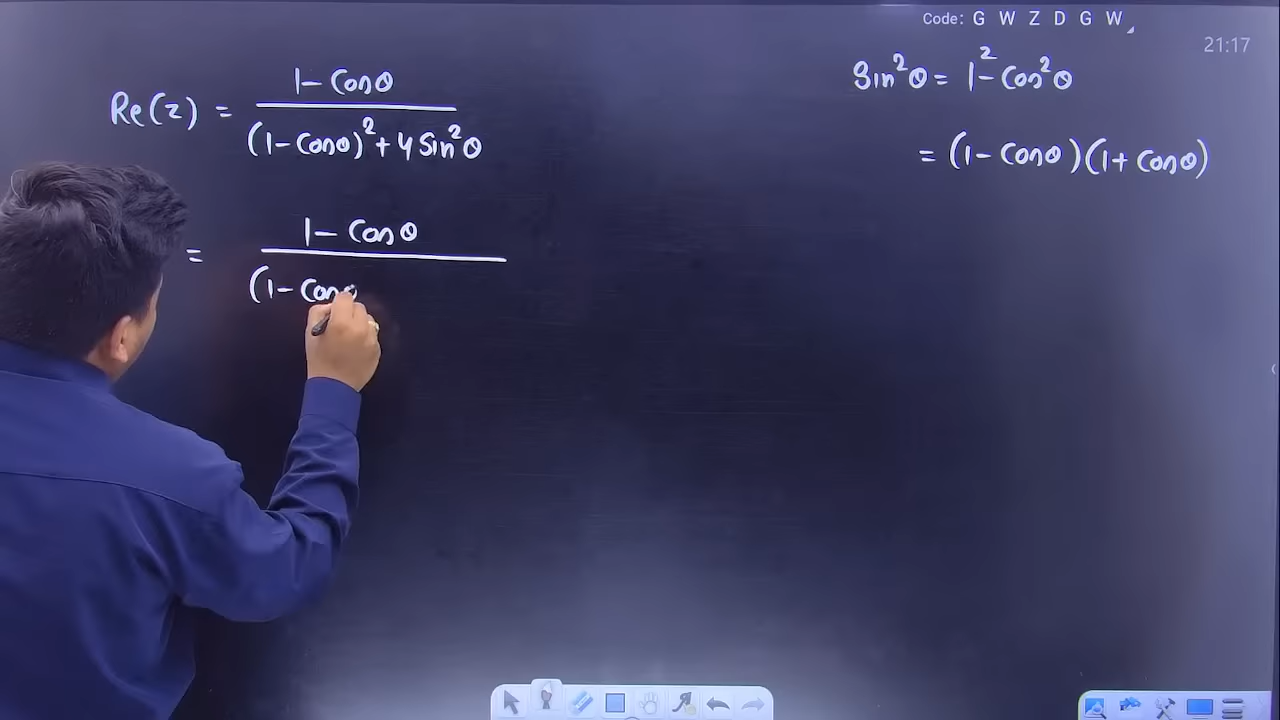 Code: G W Z D G W
21:17
Re(z) = 1 - Cosθ / (1 - Cosθ)² + 4 Sin²θ
= 1 - Cosθ / (1 - Cosθ
Sin²θ = 1² - Cos²θ
= (1 - Cosθ)(1 + Cosθ)